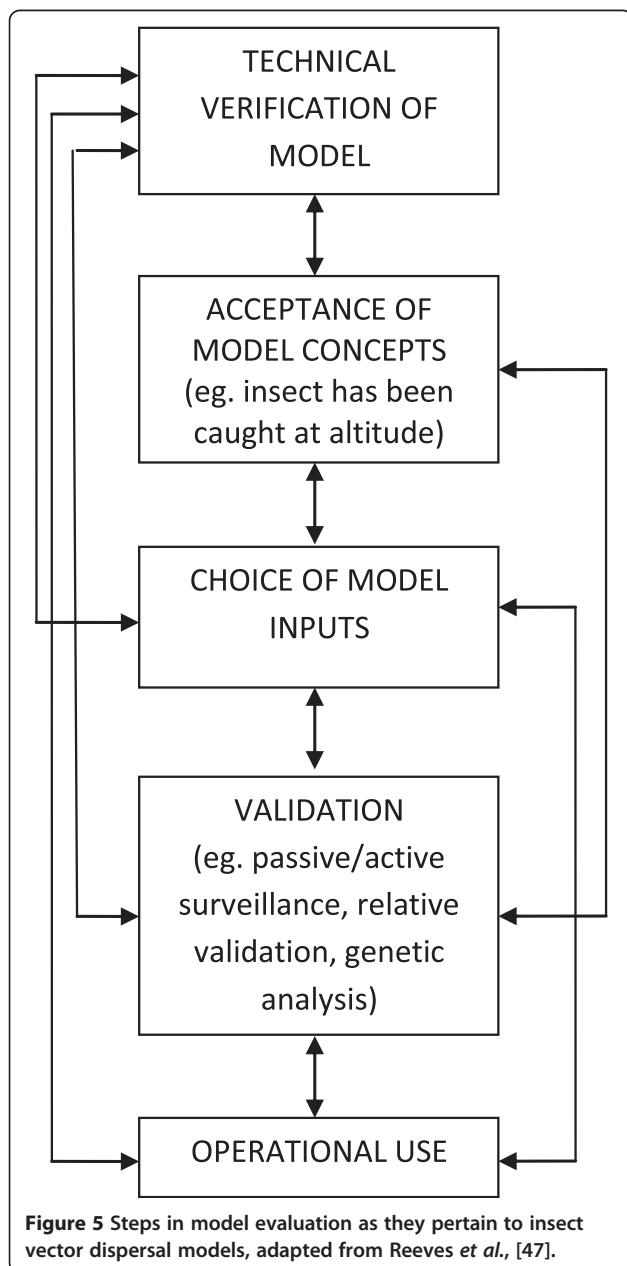 TECHNICAL
VERIFICATION OF
MODEL
ACCEPTANCE OF
MODEL CONCEPTS
(eg. insect has been
caught at altitude)
CHOICE OF MODEL
INPUTS
VALIDATION
(eg. passive/active
surveillance, relative
validation, genetic
analysis)
OPERATIONAL USE
Figure 5 Steps in model evaluation as they pertain to insect
vector dispersal models, adapted from Reeves et al., [47].